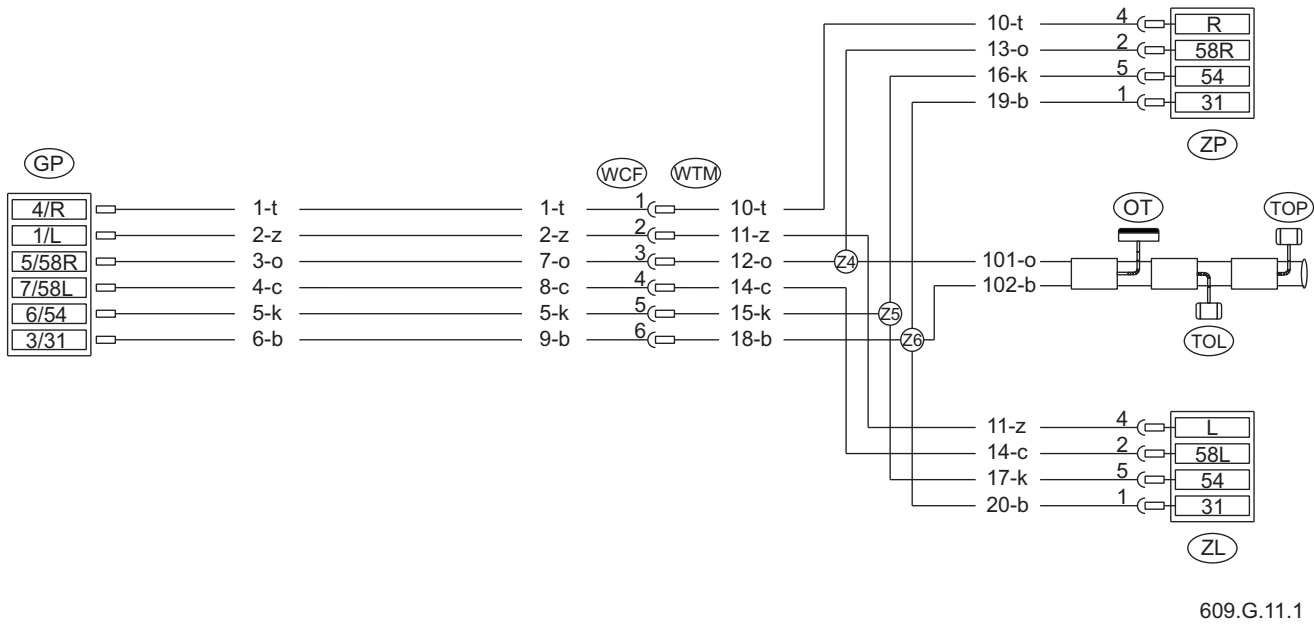 10-t 4 R
13-o 2 58R
16-k 5 54
19-b 1 31
ZP
GP
WCF WTM
4/R 1-t 1-t 1 10-t
1/L 2-z 2-z 2 11-z
5/58R 3-o 7-o 3 12-o Z4 101-o
7/58L 4-c 8-c 4 14-c 102-b
6/54 5-k 5-k 5 15-k Z5
3/31 6-b 9-b 6 18-b Z6
OT TOP
TOL
11-z 4 L
14-c 2 58L
17-k 5 54
20-b 1 31
ZL
609.G.11.1